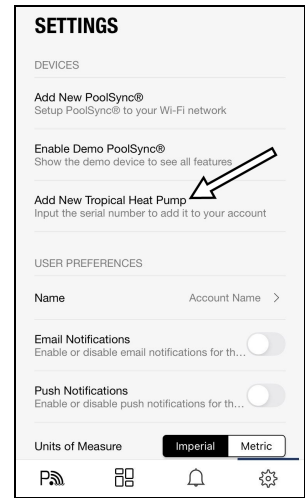 SETTINGS
DEVICES
Add New PoolSync®
Setup PoolSync® to your Wi-Fi network
Enable Demo PoolSync®
Show the demo device to see all features
Add New Tropical Heat Pump
Input the serial number to add it to your account
USER PREFERENCES
Name Account Name >
Email Notifications
Enable or disable email notifications for th...
Push Notifications
Enable or disable push notifications for th...
Units of Measure Imperial Metric
P